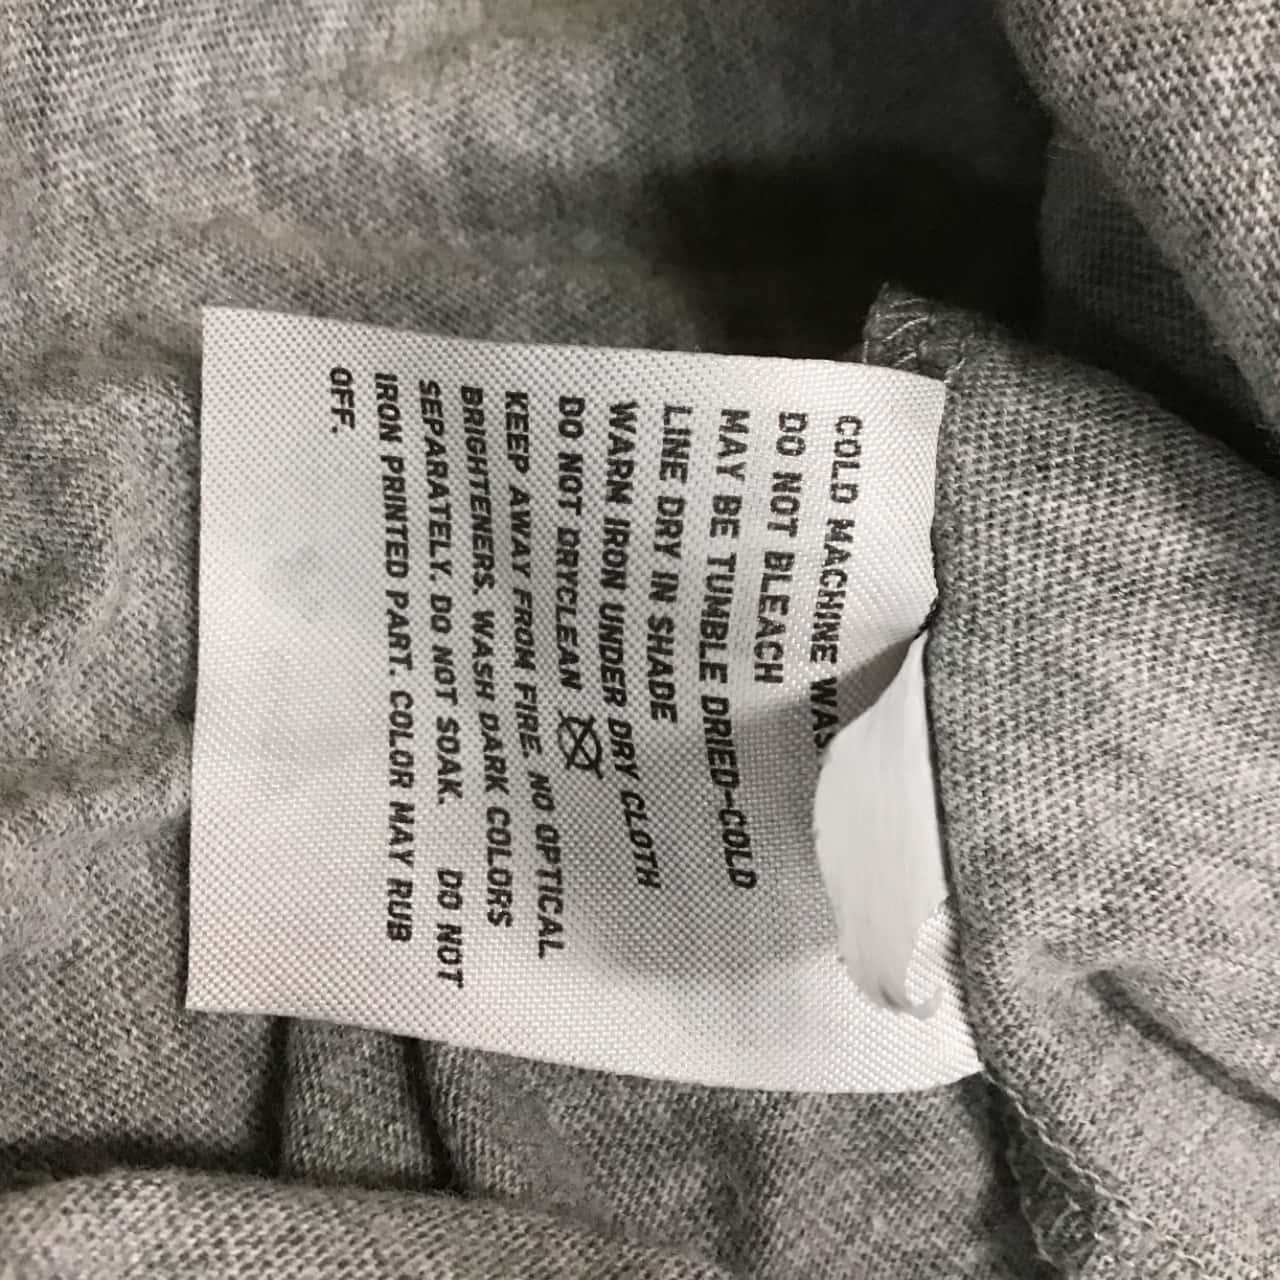 COLD MACHINE WAS
DO NOT BLEACH
MAY BE TUMBLE DRIED-COLD
LINE DRY IN SHADE
WARM IRON UNDER DRY CLOTH
DO NOT DRYCLEAN
KEEP AWAY FROM FIRE. NO OPTICAL
BRIGHTENERS. WASH DARK COLORS
SEPARATELY. DO NOT SOAK. DO NOT
IRON PRINTED PART. COLOR MAY RUB
OFF.